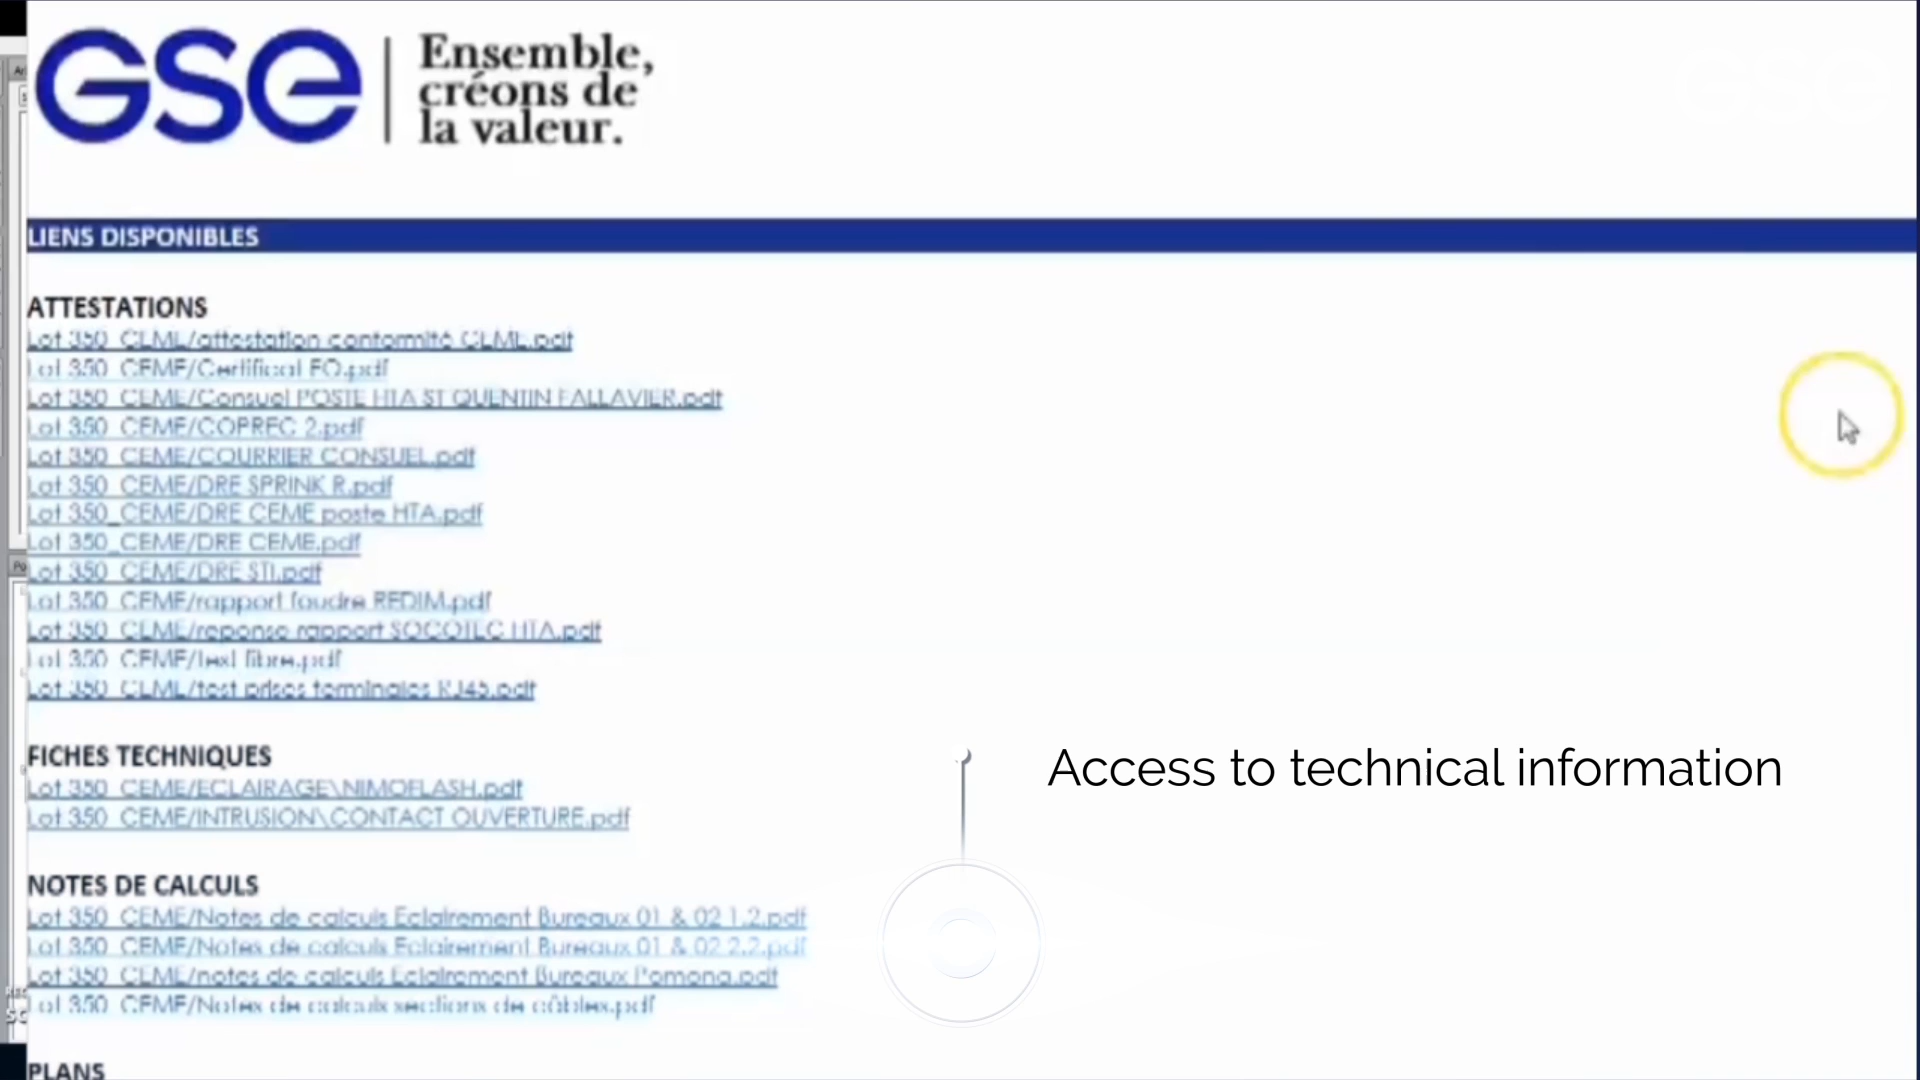 GSE
Ensemble,
créons de
la valeur.
LIENS DISPONIBLES
ATTESTATIONS
Lot 350_CEME/attestation conformité CEME.pdf
Lot 350_CEME/Certificat FO.pdf
Lot 350_CEME/Consuel POSTE HTA ST QUENTIN FALLAVIER.pdf
Lot 350_CEME/COPREC 2.pdf
Lot 350_CEME/COURRIER CONSUEL.pdf
Lot 350_CEME/DRE SPRINK R.pdf
Lot 350_CEME/DRE CEME poste HTA.pdf
Lot 350_CEME/DRE CEME.pdf
Lot 350_CEME/DRE STI.pdf
Lot 350_CEME/rapport foudre REDIM.pdf
Lot 350_CEME/reponse rapport SOCOTEC HTA.pdf
Lot 350_CEME/test fibre.pdf
Lot 350_CEME/test prises terminales RJ45.pdf
FICHES TECHNIQUES
Lot 350_CEME/ECLAIRAGE\NIMOFLASH.pdf
Lot 350_CEME/INTRUSION\CONTACT OUVERTURE.pdf
Access to technical information
NOTES DE CALCULS
Lot 350_CEME/Notes de calculs Eclairement Bureaux 01 & 02 1.2.pdf
Lot 350_CEME/Notes de calculs Eclairement Bureaux 01 & 02 2.2.pdf
Lot 350_CEME/notes de calculs Eclairement Bureaux Pomona.pdf
Lot 350_CEME/Notes de calculs sections de câbles.pdf
PLANS